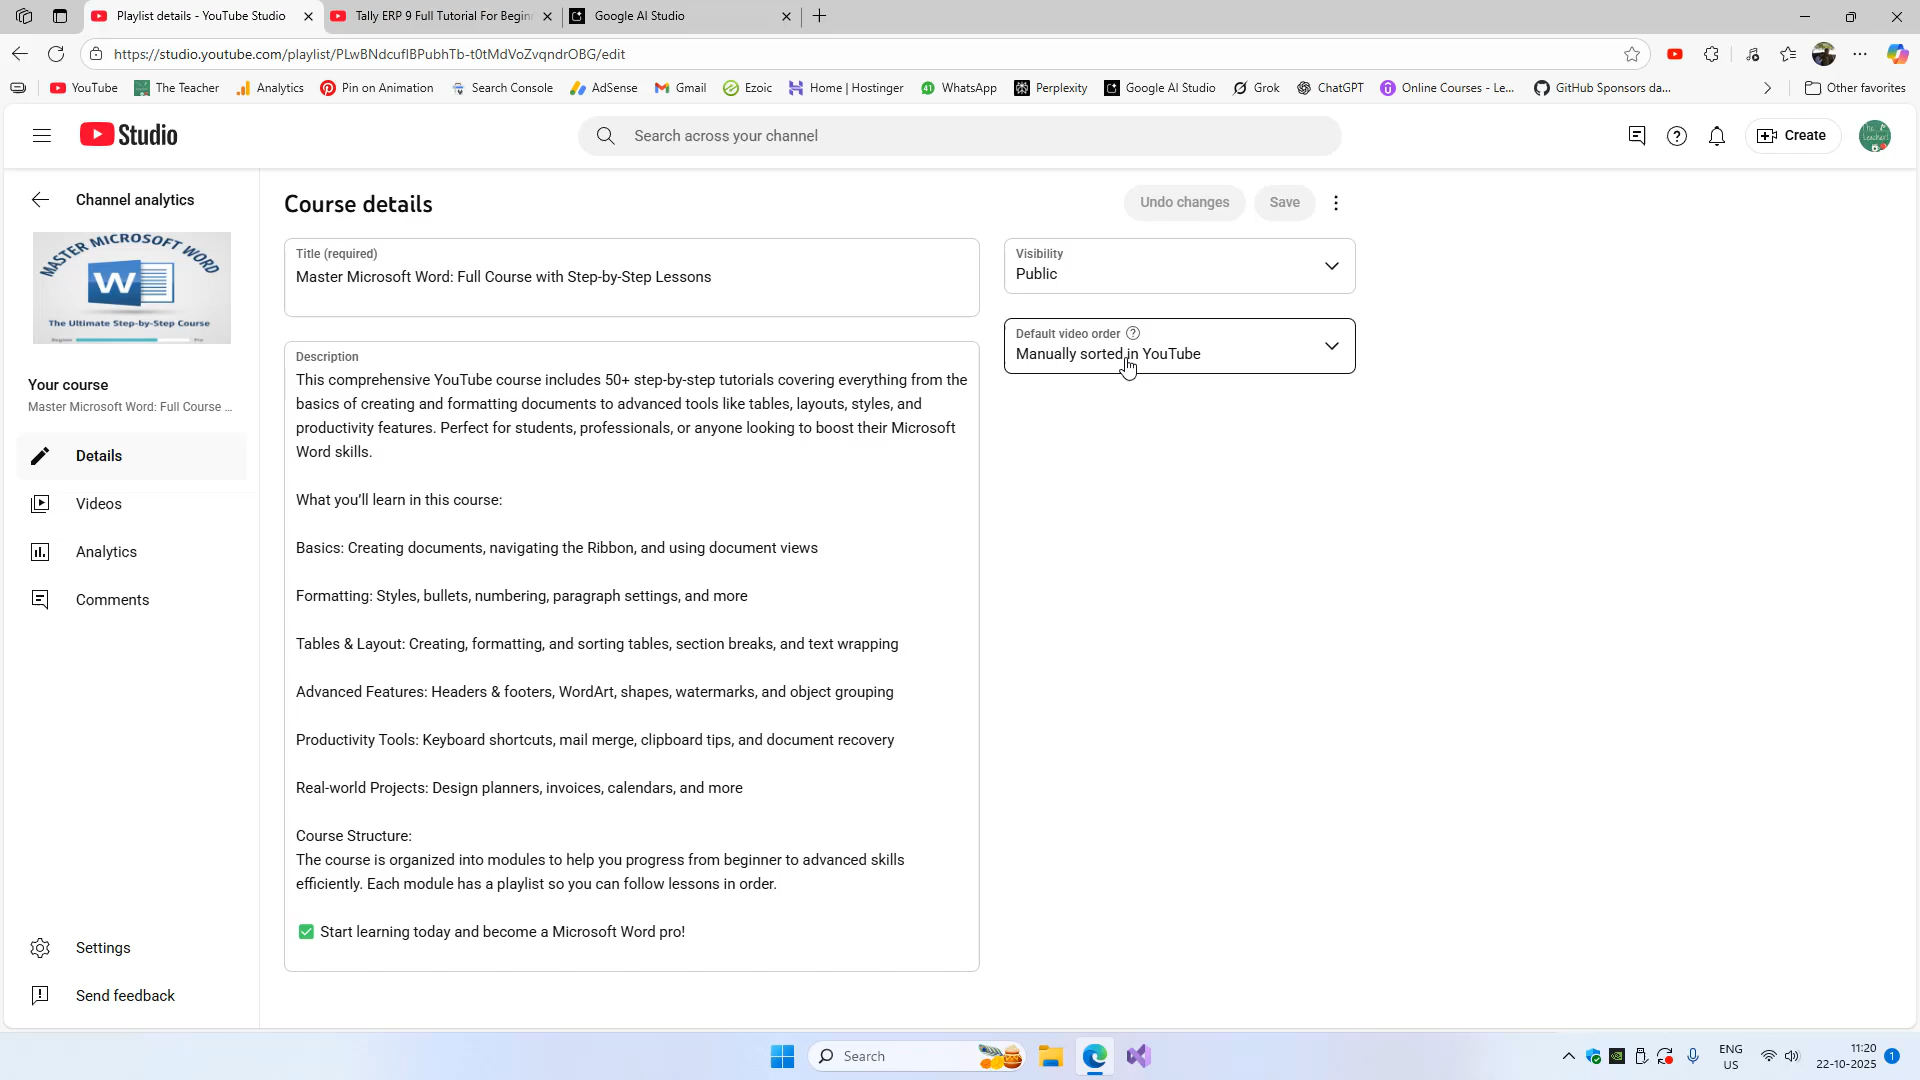 Playlist details - YouTube Studio
Tally ERP 9 Full Tutorial For Begin
Google AI Studio
https://studio.youtube.com/playlist/PLwBNdcuflBPubhTb-t0tMdVoZvqndrOBG/edit
YouTube
The Teacher
Analytics
Pin on Animation
Search Console
AdSense
Gmail
Ezoic
Home | Hostinger
41
WhatsApp
Perplexity
Google AI Studio
Grok
ChatGPT
Online Courses - Le...
GitHub Sponsors da...
Other favorites
Studio
Search across your channel
Create
Channel analytics
MASTER MICROSOFT WORD
W
The Ultimate Step-by-Step Course
Pro
Your course
Master Microsoft Word: Full Course ...
Details
Videos
Analytics
Comments
Settings
Send feedback
Course details
Undo changes
Save
Title (required)
Master Microsoft Word: Full Course with Step-by-Step Lessons
Visibility
Public
Default video order
Manually sorted in YouTube
Description
This comprehensive YouTube course includes 50+ step-by-step tutorials covering everything from the
basics of creating and formatting documents to advanced tools like tables, layouts, styles, and
productivity features. Perfect for students, professionals, or anyone looking to boost their Microsoft
Word skills.
What you’ll learn in this course:
Basics: Creating documents, navigating the Ribbon, and using document views
Formatting: Styles, bullets, numbering, paragraph settings, and more
Tables & Layout: Creating, formatting, and sorting tables, section breaks, and text wrapping
Advanced Features: Headers & footers, WordArt, shapes, watermarks, and object grouping
Productivity Tools: Keyboard shortcuts, mail merge, clipboard tips, and document recovery
Real-world Projects: Design planners, invoices, calendars, and more
Course Structure:
The course is organized into modules to help you progress from beginner to advanced skills
efficiently. Each module has a playlist so you can follow lessons in order.
✅ Start learning today and become a Microsoft Word pro!
Search
ENG
US
11:20
22-10-2025
1